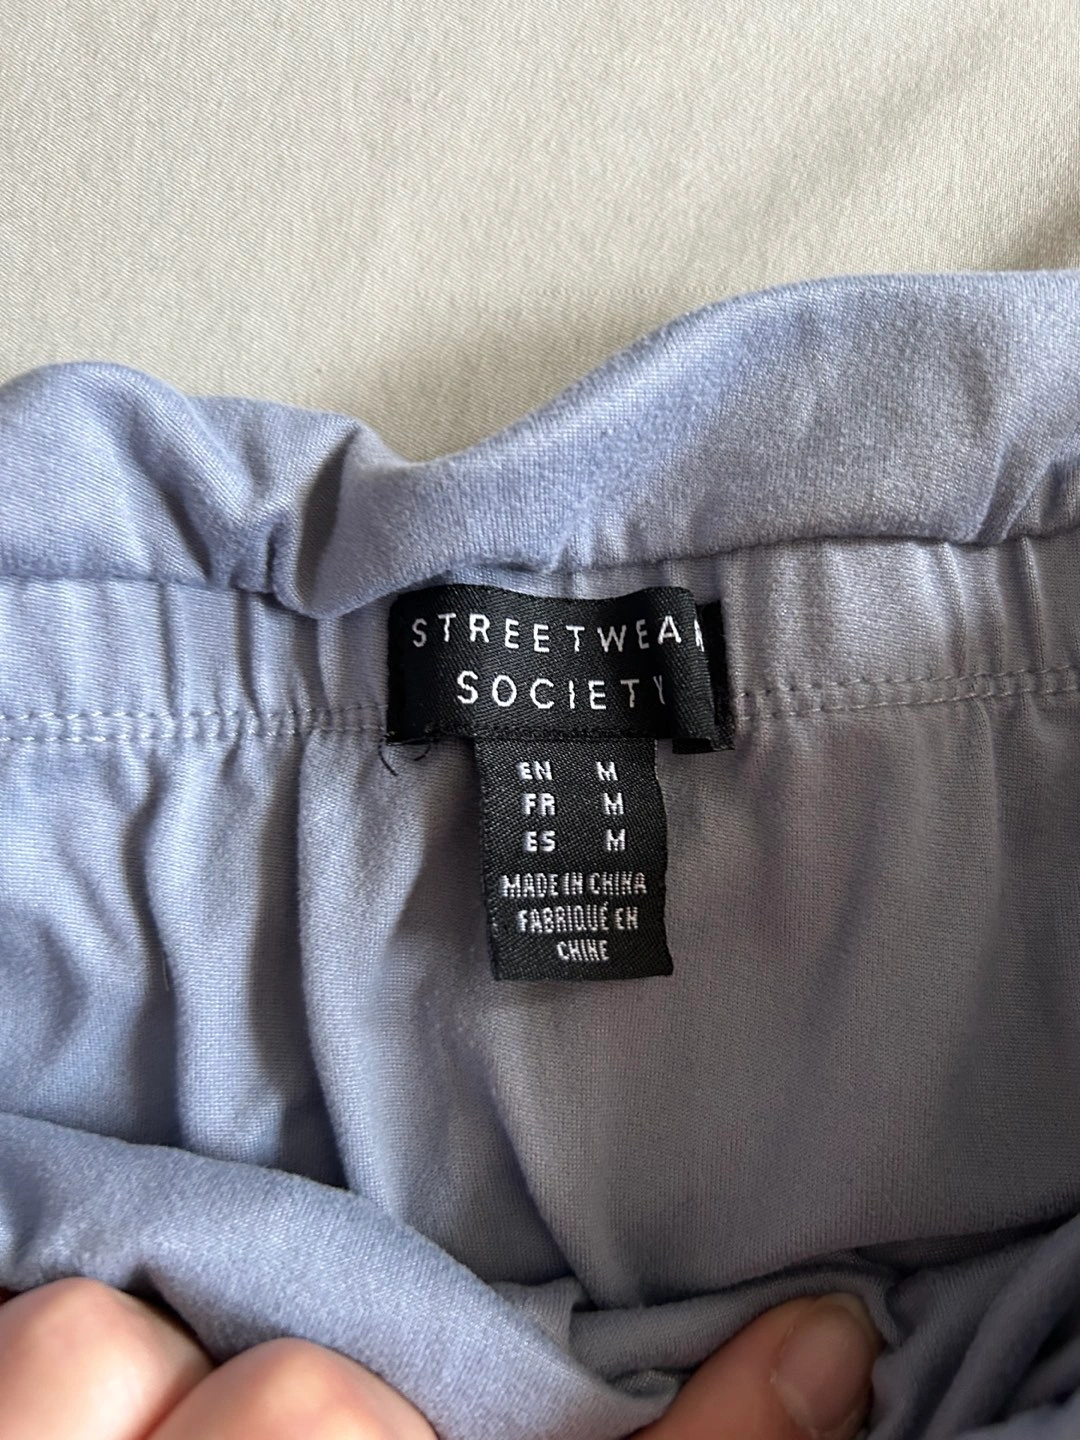 STREETWEAR
SOCIETY
EN M
FR M
ES M
MADE IN CHINA
FABRIQUÉ EN
CHINE